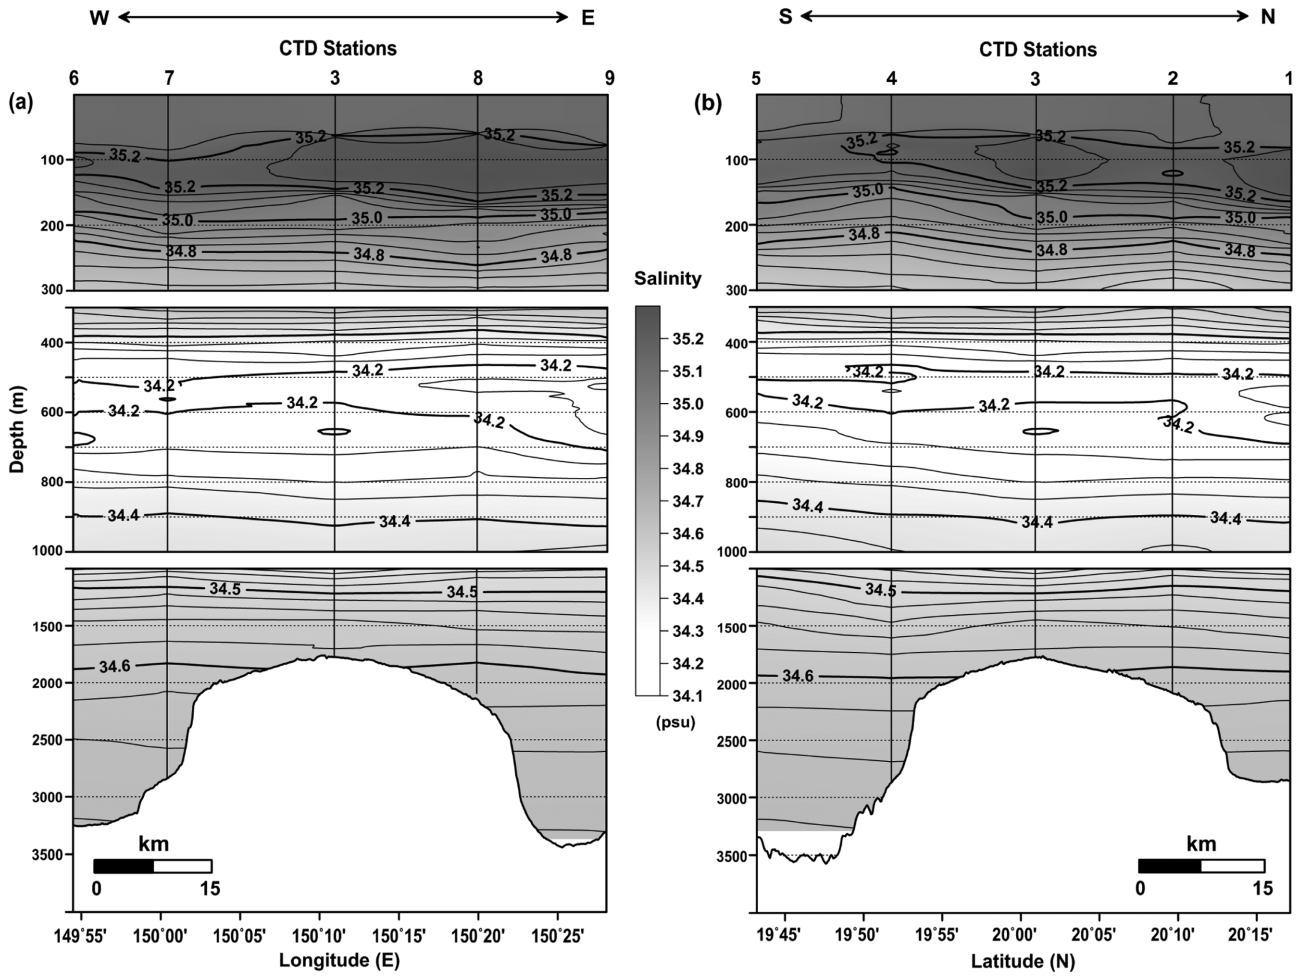 W E
CTD Stations
6 7 3 8 9
(a)
35.2 35.2 35.2
35.2 35.2 35.2
35.0 35.0 35.0
34.8 34.8 34.8
100
200
300
34.2 34.2 34.2
34.2 34.2 34.2
34.4 34.4 34.4
400
600
800
1000
Depth (m)
34.5 34.5
34.6
1500
2000
2500
3000
3500
km
0 15
149˚55' 150˚00' 150˚05' 150˚10' 150˚15' 150˚20' 150˚25'
Longitude (E)
Salinity
35.2
35.1
35.0
34.9
34.8
34.7
34.6
34.5
34.4
34.3
34.2
34.1
(psu)
S N
CTD Stations
5 4 3 2 1
(b)
35.2 35.2 35.2
35.2 35.2
35.0 35.0 35.0
34.8 34.8 34.8
100
200
300
34.2 34.2 34.2
34.2 34.2 34.2
34.4 34.4 34.4
400
600
800
1000
34.5
34.6
1500
2000
2500
3000
3500
km
0 15
19˚45' 19˚50' 19˚55' 20˚00' 20˚05' 20˚10' 20˚15'
Latitude (N)